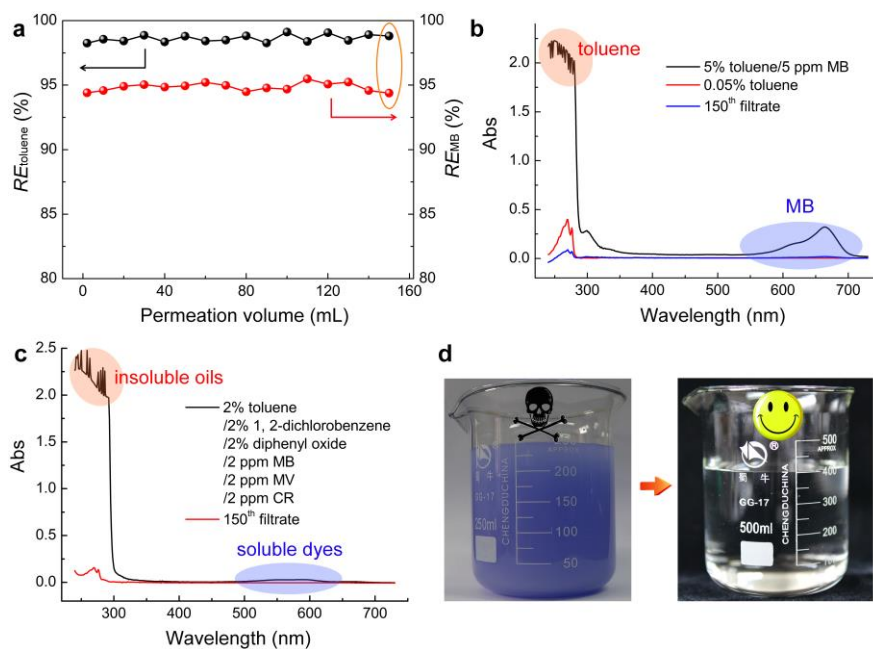 a
100
95
90
85
80
RE toluene (%)
0 40 80 120 160
Permeation volume (mL)
100
95
90
85
80
RE MB (%)
b
toluene
5% toluene/5 ppm MB
0.05% toluene
150th filtrate
MB
2.0
1.5
1.0
0.5
0.0
Abs
300 400 500 600 700
Wavelength (nm)
c
insoluble oils
2% toluene
/2% 1, 2-dichlorobenzene
/2% diphenyl oxide
/2 ppm MB
/2 ppm MV
/2 ppm CR
150th filtrate
soluble dyes
2.5
2.0
1.5
1.0
0.5
0.0
Abs
300 400 500 600 700
Wavelength (nm)
d
蜀 牛
GG-17
250ml
CHENGDUCHINA
APPROX
200
150
100
50
®
蜀 牛
GG-17
500ml
CHENGDUCHINA
500
APPROX
400
300
200